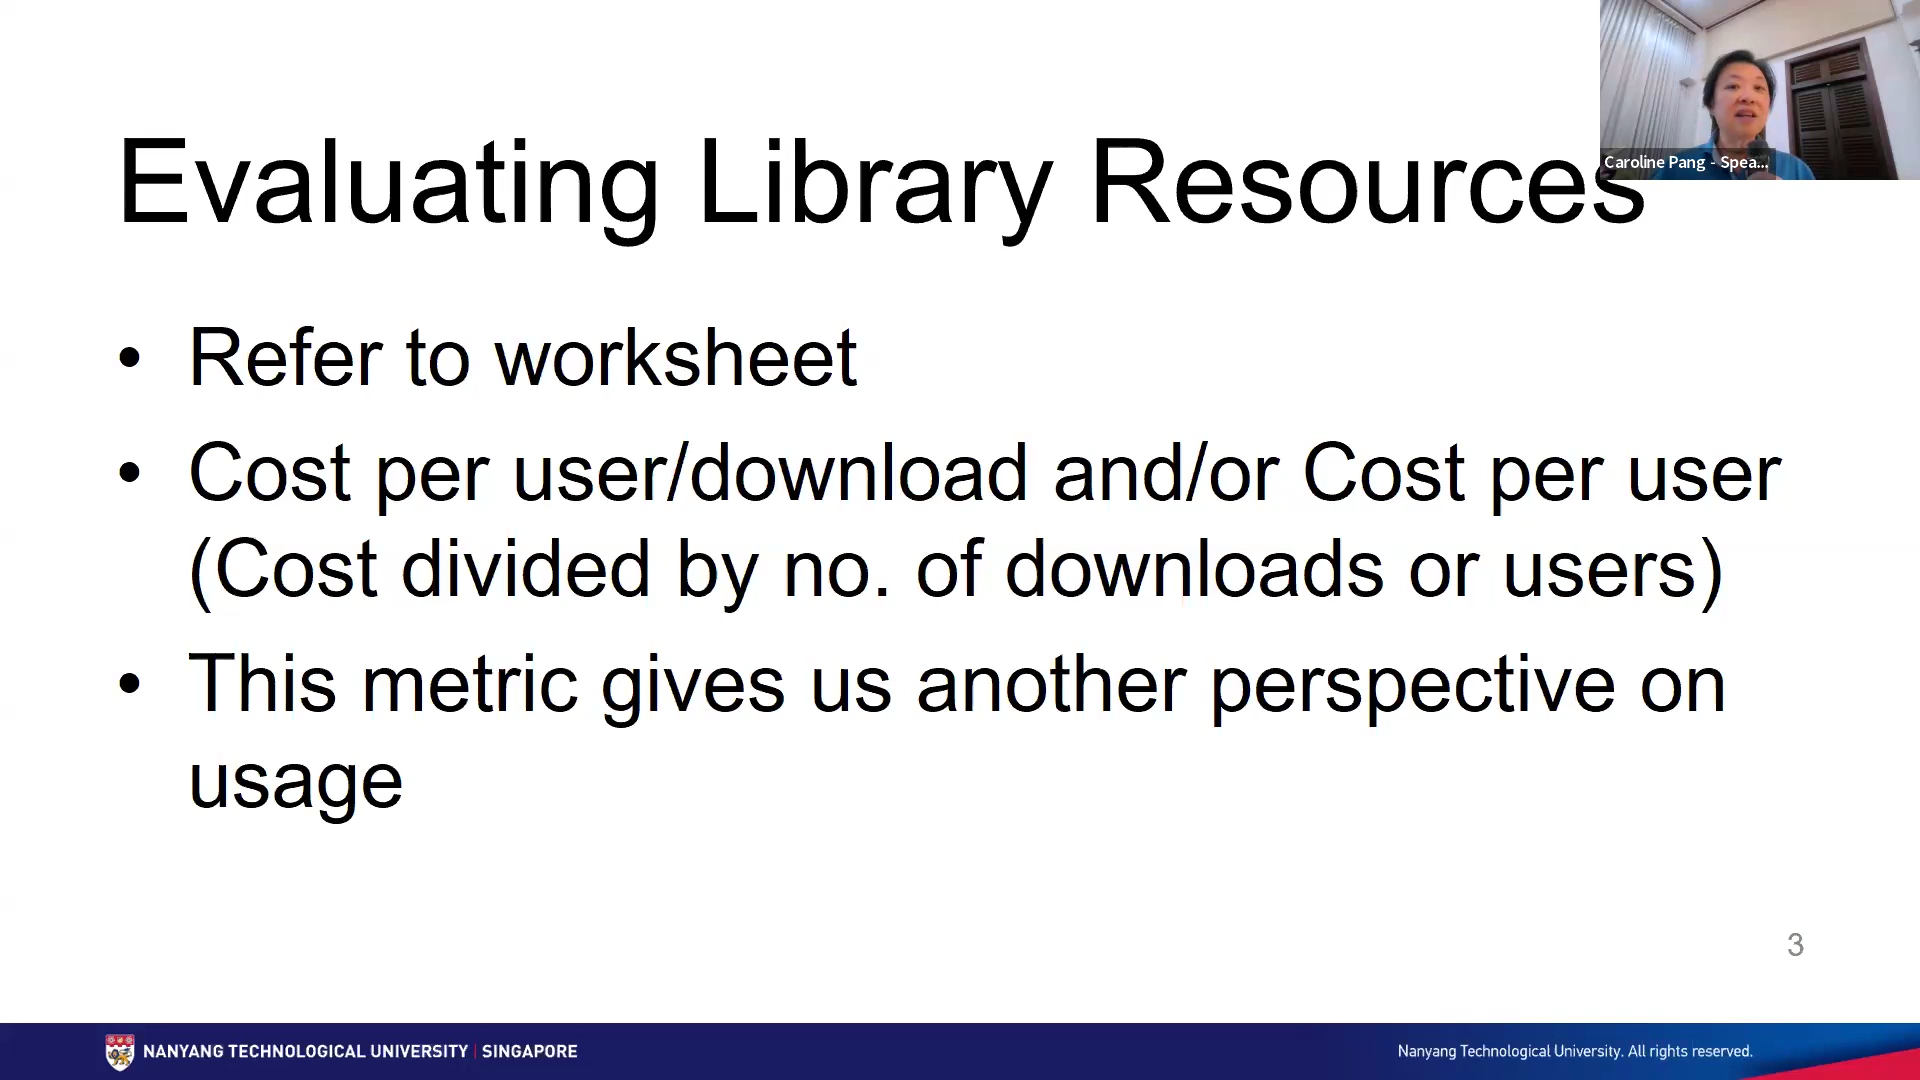 Caroline Pang - Spea...
Evaluating Library Resources
• Refer to worksheet
• Cost per user/download and/or Cost per user
(Cost divided by no. of downloads or users)
• This metric gives us another perspective on
usage
3
NANYANG TECHNOLOGICAL UNIVERSITY | SINGAPORE
Nanyang Technological University. All rights reserved.